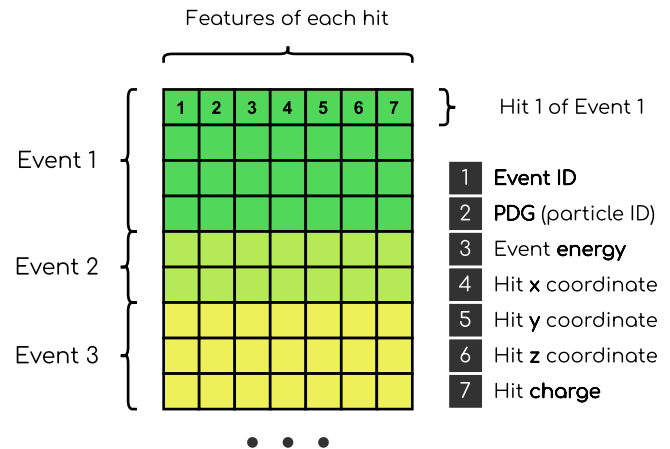 Features of each hit
1 2 3 4 5 6 7
Hit 1 of Event 1
Event 1
1 Event ID
2 PDG (particle ID)
3 Event energy
Event 2
4 Hit x coordinate
5 Hit y coordinate
Event 3
6 Hit z coordinate
7 Hit charge